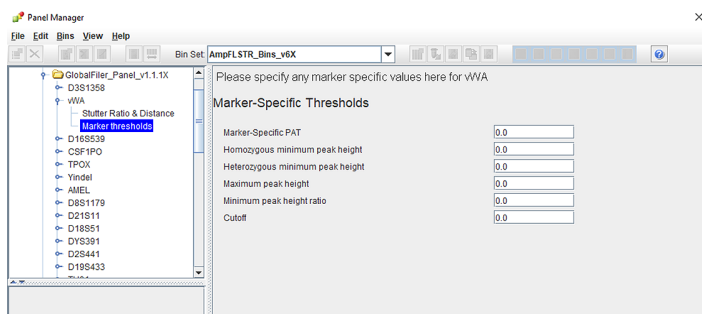 Panel Manager
File Edit Bins View Help
Bin Set: AmpFLSTR_Bins_v6X
GlobalFiler_Panel_v1.1.1X
D3S1358
vWA
Stutter Ratio & Distance
Marker thresholds
D16S539
CSF1PO
TPOX
Yindel
AMEL
D8S1179
D21S11
D18S51
DYS391
D2S441
D19S433
Please specify any marker specific values here for vWA
Marker-Specific Thresholds
Marker-Specific PAT 0.0
Homozygous minimum peak height 0.0
Heterozygous minimum peak height 0.0
Maximum peak height 0.0
Minimum peak height ratio 0.0
Cutoff 0.0